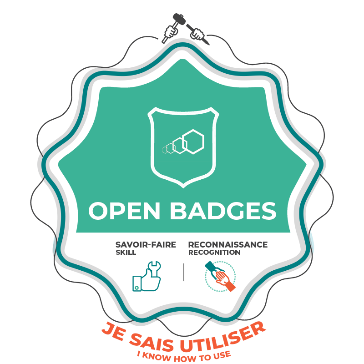 OPEN BADGES
SAVOIR-FAIRE
SKILL
RECONNAISSANCE
RECOGNITION
JE SAIS UTILISER
I KNOW HOW TO USE